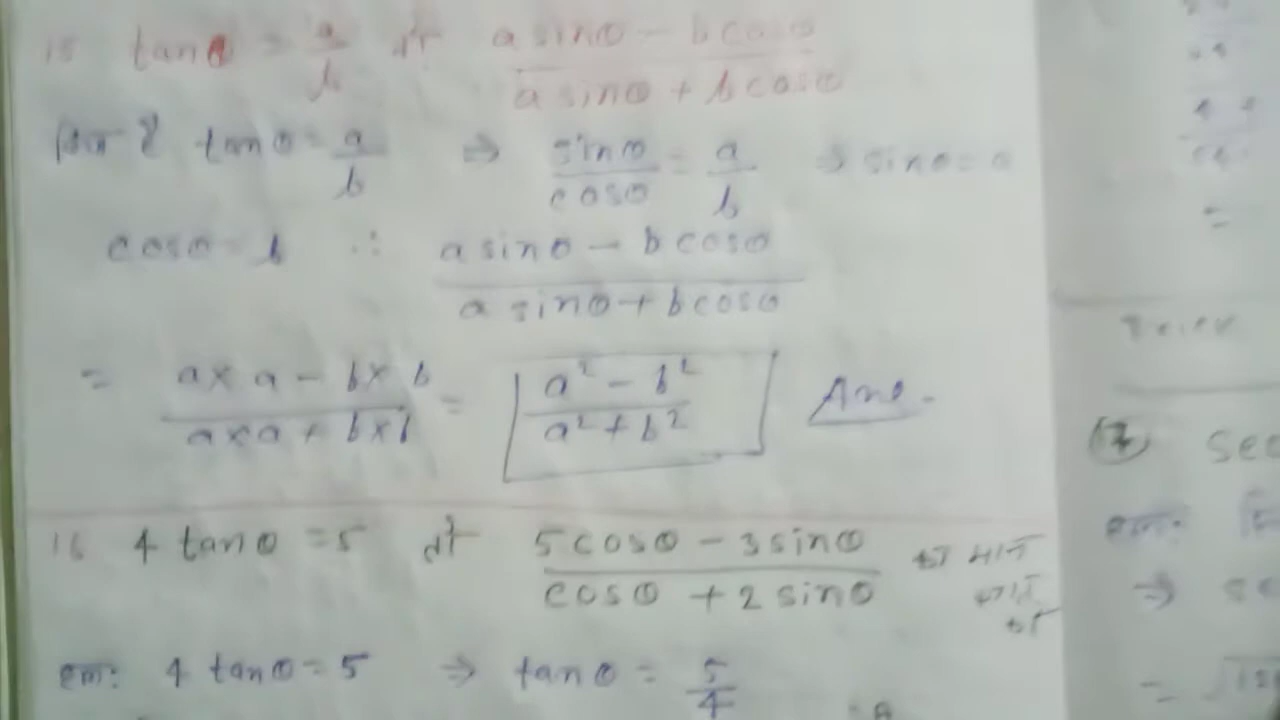 15 tanθ = a/b तो (a sinθ - b cosθ)/(a sinθ + b cosθ)
tanθ = a/b ⇒ sinθ/cosθ = a/b ⇒ sinθ = a
cosθ = b ∴ (a sinθ - b cosθ)/(a sinθ + b cosθ)
= (a×a - b×b)/(a×a + b×b) = (a² - b²)/(a² + b²) Ans.
16 4 tanθ = 5 तो (5 cosθ - 3 sinθ)/(cosθ + 2 sinθ)
4 tanθ = 5 ⇒ tanθ = 5/4